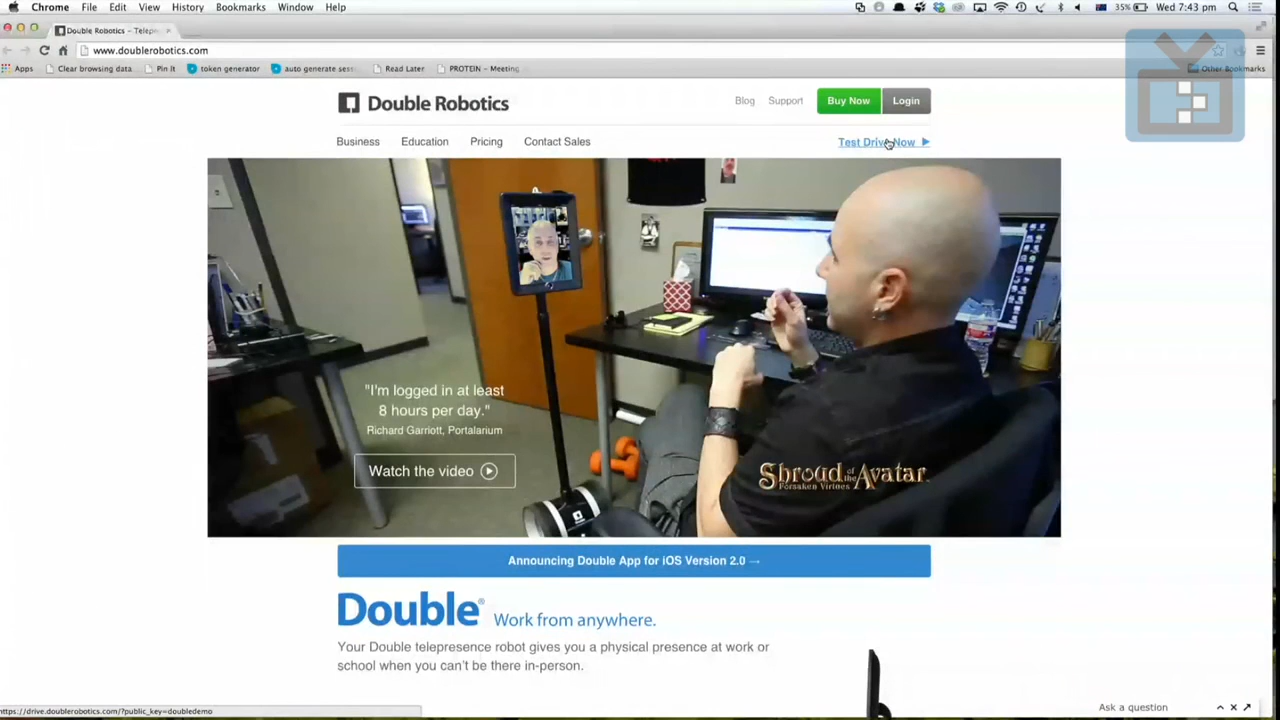 Chrome File Edit View History Bookmarks Window Help
35% Wed 7:43 pm
Double Robotics - Telepre
www.doublerobotics.com
Apps Clear browsing data Pin It token generator auto generate sess Read Later PROTEIN – Meeting Other Bookmarks
Double Robotics
Blog Support Buy Now Login
Business Education Pricing Contact Sales Test Drive Now
"I'm logged in at least
8 hours per day."
Richard Garriott, Portalarium
Watch the video
Shroud of the Avatar
Forsaken Virtues
Announcing Double App for iOS Version 2.0 →
Double® Work from anywhere.
Your Double telepresence robot gives you a physical presence at work or
school when you can't be there in-person.
https://drive.doublerobotics.com/?public_key=doubledemo
Ask a question